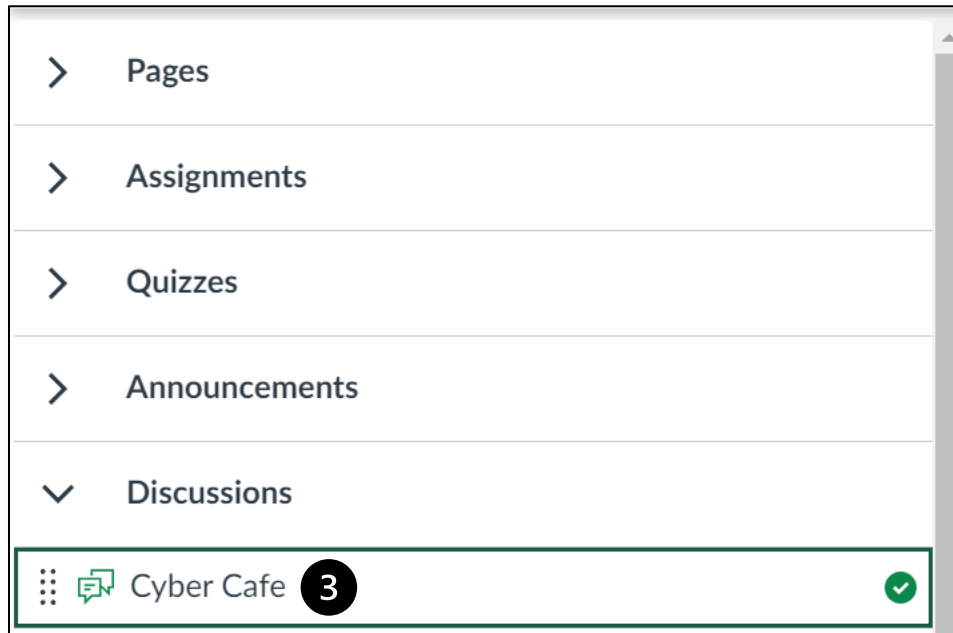 Pages
Assignments
Quizzes
Announcements
Discussions
Cyber Cafe 3